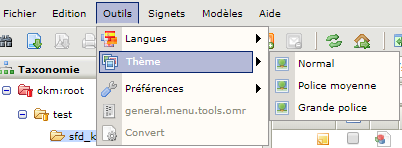 Fichier Edition Outils Signets Modèles Aide
Langues
Taxonomie
Thème
Normal
okm:root
Préférences
Police moyenne
test
general.menu.tools.omr
Grande police
sfd_k
Convert